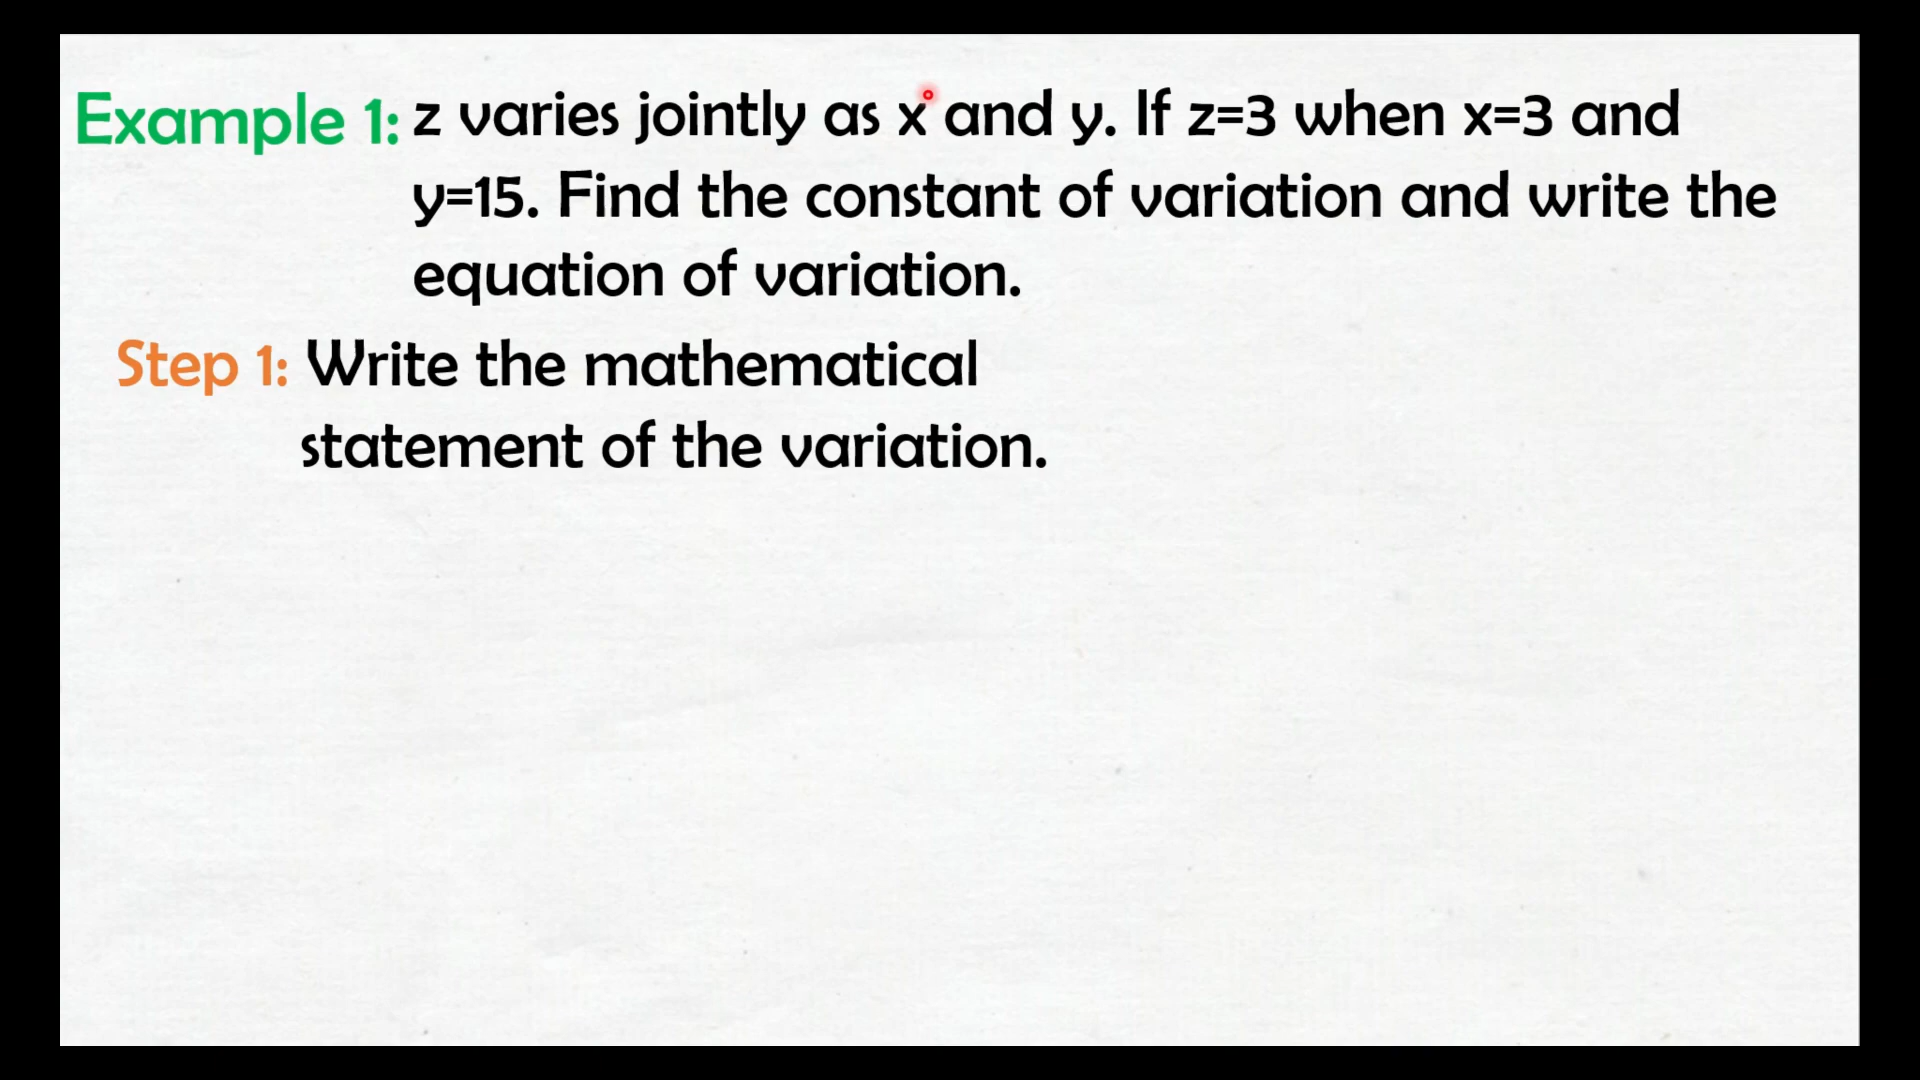 Example 1: z varies jointly as x and y. If z=3 when x=3 and
y=15. Find the constant of variation and write the
equation of variation.
Step 1: Write the mathematical
statement of the variation.